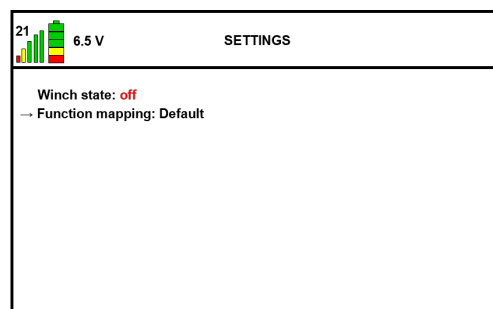 21
6.5 V
SETTINGS
Winch state: off
→ Function mapping: Default